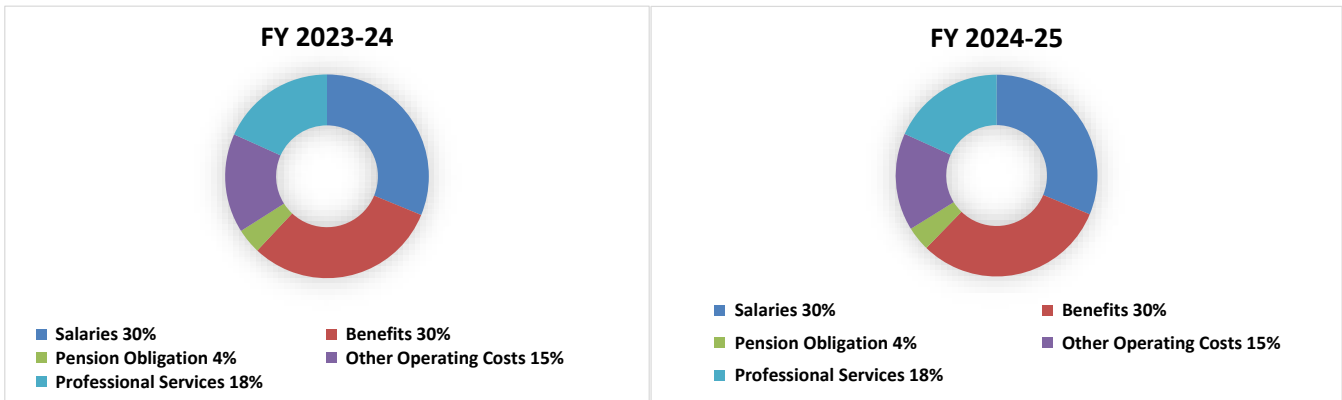 FY 2023-24
Salaries 30%
Benefits 30%
Pension Obligation 4%
Other Operating Costs 15%
Professional Services 18%
FY 2024-25
Salaries 30%
Benefits 30%
Pension Obligation 4%
Other Operating Costs 15%
Professional Services 18%